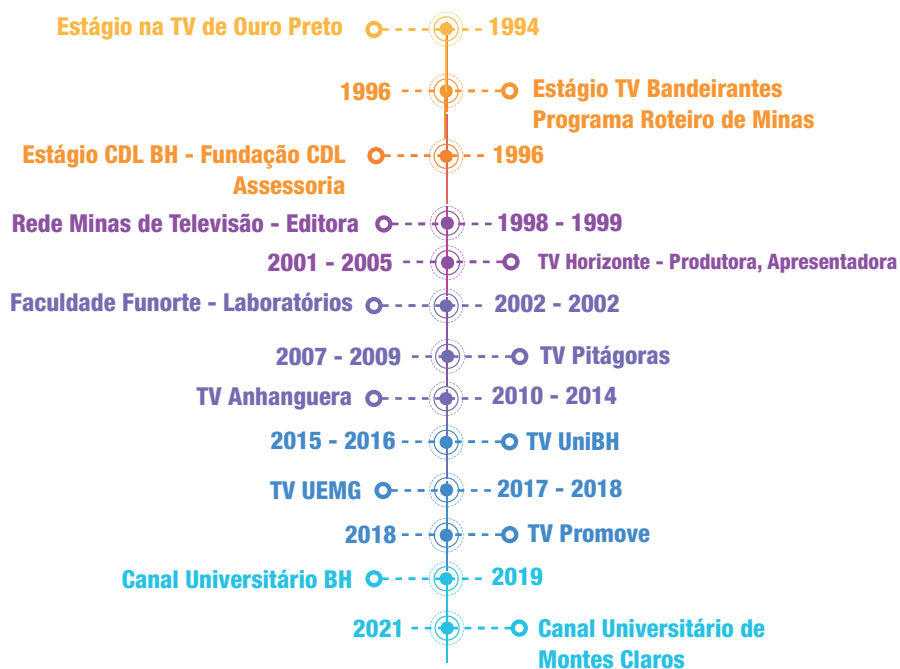 Estágio na TV de Ouro Preto 1994
1996 Estágio TV Bandeirantes
Programa Roteiro de Minas
Estágio CDL BH - Fundação CDL 1996
Assessoria
Rede Minas de Televisão - Editora 1998 - 1999
2001 - 2005 TV Horizonte - Produtora, Apresentadora
Faculdade Funorte - Laboratórios 2002 - 2002
2007 - 2009 TV Pitágoras
TV Anhanguera 2010 - 2014
2015 - 2016 TV UniBH
TV UEMG 2017 - 2018
2018 TV Promove
Canal Universitário BH 2019
2021 Canal Universitário de
Montes Claros